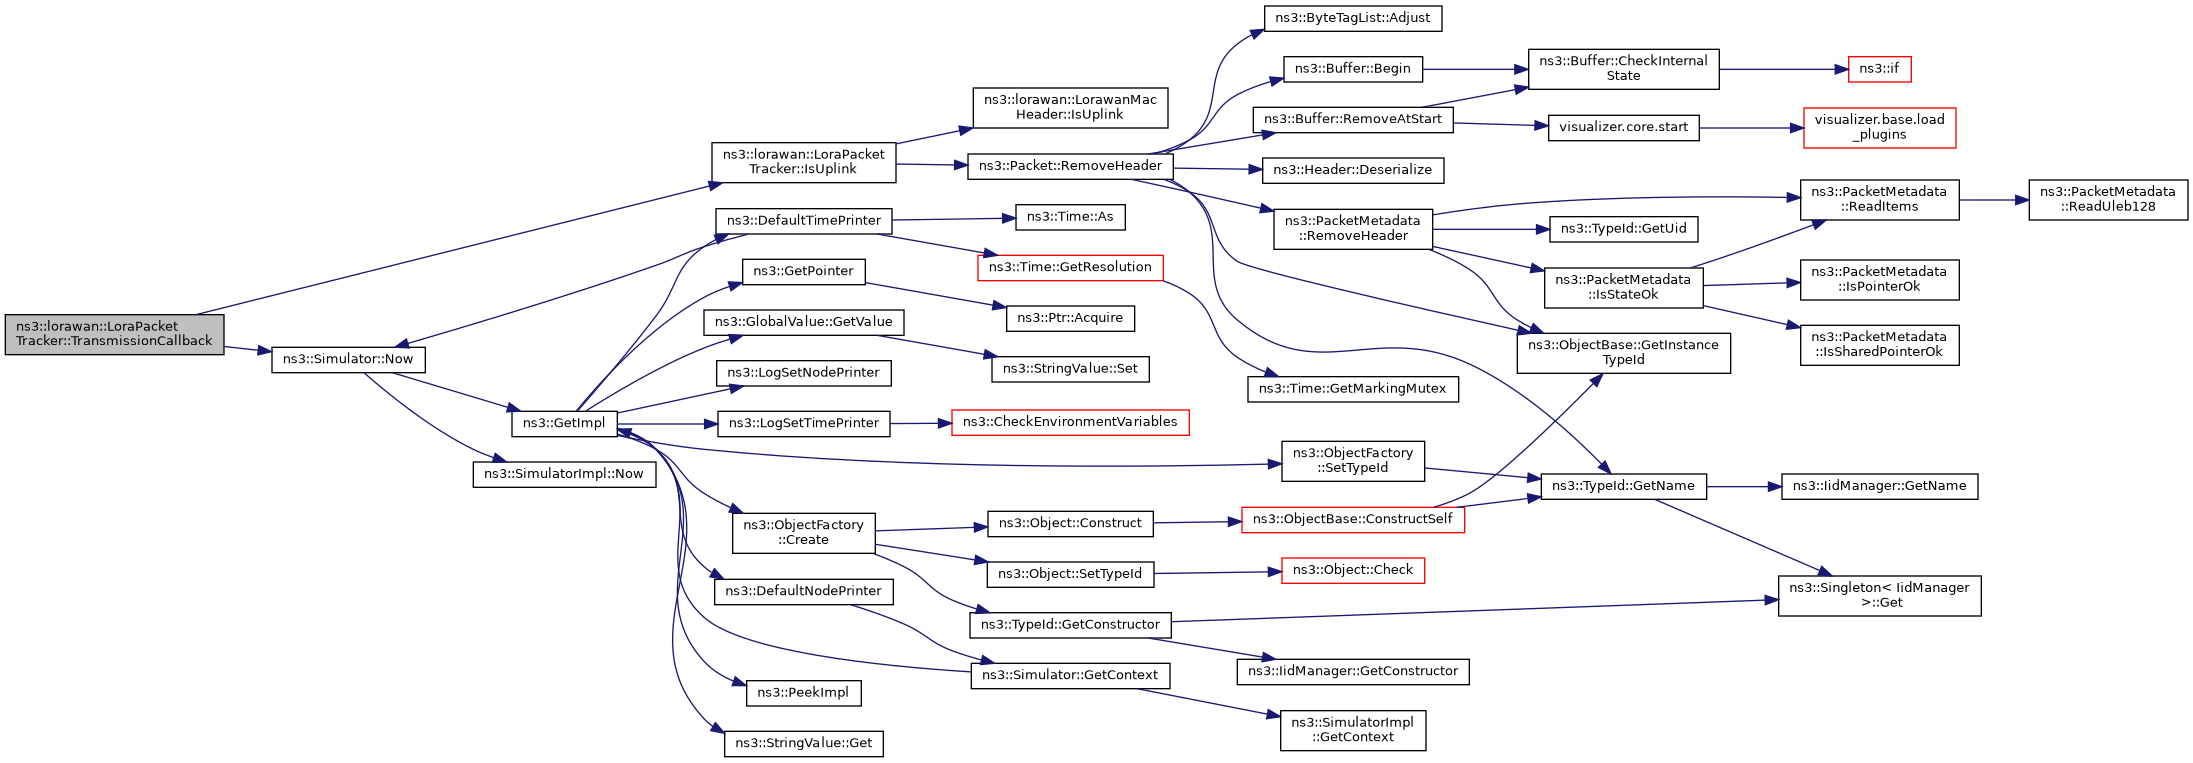 ns3::lorawan::LoraPacket
Tracker::TransmissionCallback
ns3::lorawan::LoraPacket
Tracker::IsUplink
ns3::Simulator::Now
ns3::lorawan::LorawanMac
Header::IsUplink
ns3::Packet::RemoveHeader
ns3::ByteTagList::Adjust
ns3::Buffer::Begin
ns3::Buffer::RemoveAtStart
ns3::Header::Deserialize
ns3::PacketMetadata
::RemoveHeader
ns3::Buffer::CheckInternal
State
ns3::if
visualizer.core.start
visualizer.base.load
_plugins
ns3::PacketMetadata
::ReadItems
ns3::PacketMetadata
::ReadUleb128
ns3::TypeId::GetUid
ns3::PacketMetadata
::IsStateOk
ns3::PacketMetadata
::IsPointerOk
ns3::PacketMetadata
::IsSharedPointerOk
ns3::ObjectBase::GetInstance
TypeId
ns3::DefaultTimePrinter
ns3::Time::As
ns3::Time::GetResolution
ns3::Time::GetMarkingMutex
ns3::GetPointer
ns3::Ptr::Acquire
ns3::GlobalValue::GetValue
ns3::StringValue::Set
ns3::LogSetNodePrinter
ns3::LogSetTimePrinter
ns3::CheckEnvironmentVariables
ns3::GetImpl
ns3::SimulatorImpl::Now
ns3::ObjectFactory
::SetTypeId
ns3::TypeId::GetName
ns3::IidManager::GetName
ns3::ObjectFactory
::Create
ns3::Object::Construct
ns3::ObjectBase::ConstructSelf
ns3::Object::SetTypeId
ns3::Object::Check
ns3::Singleton< IidManager
>::Get
ns3::DefaultNodePrinter
ns3::TypeId::GetConstructor
ns3::IidManager::GetConstructor
ns3::Simulator::GetContext
ns3::SimulatorImpl
::GetContext
ns3::PeekImpl
ns3::StringValue::Get